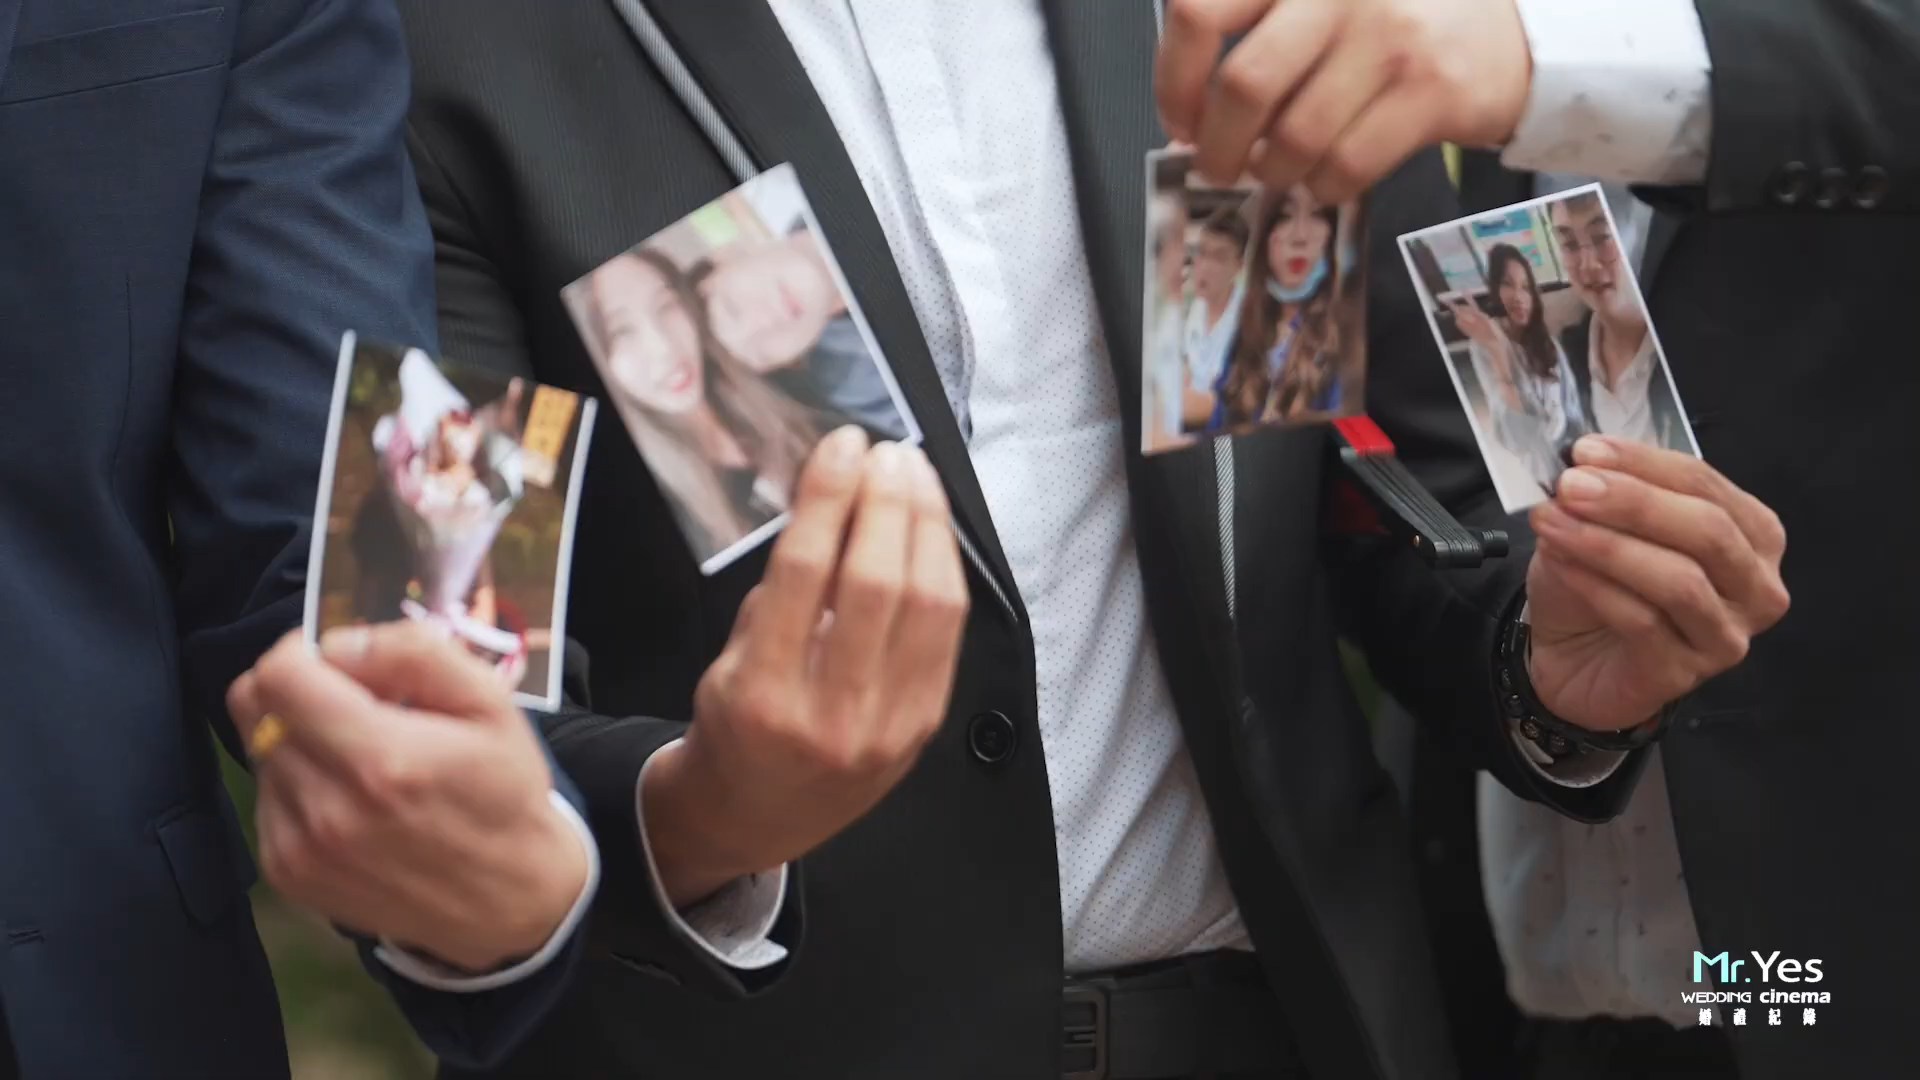 Mr.Yes
WEDDING cinema
婚禮紀錄